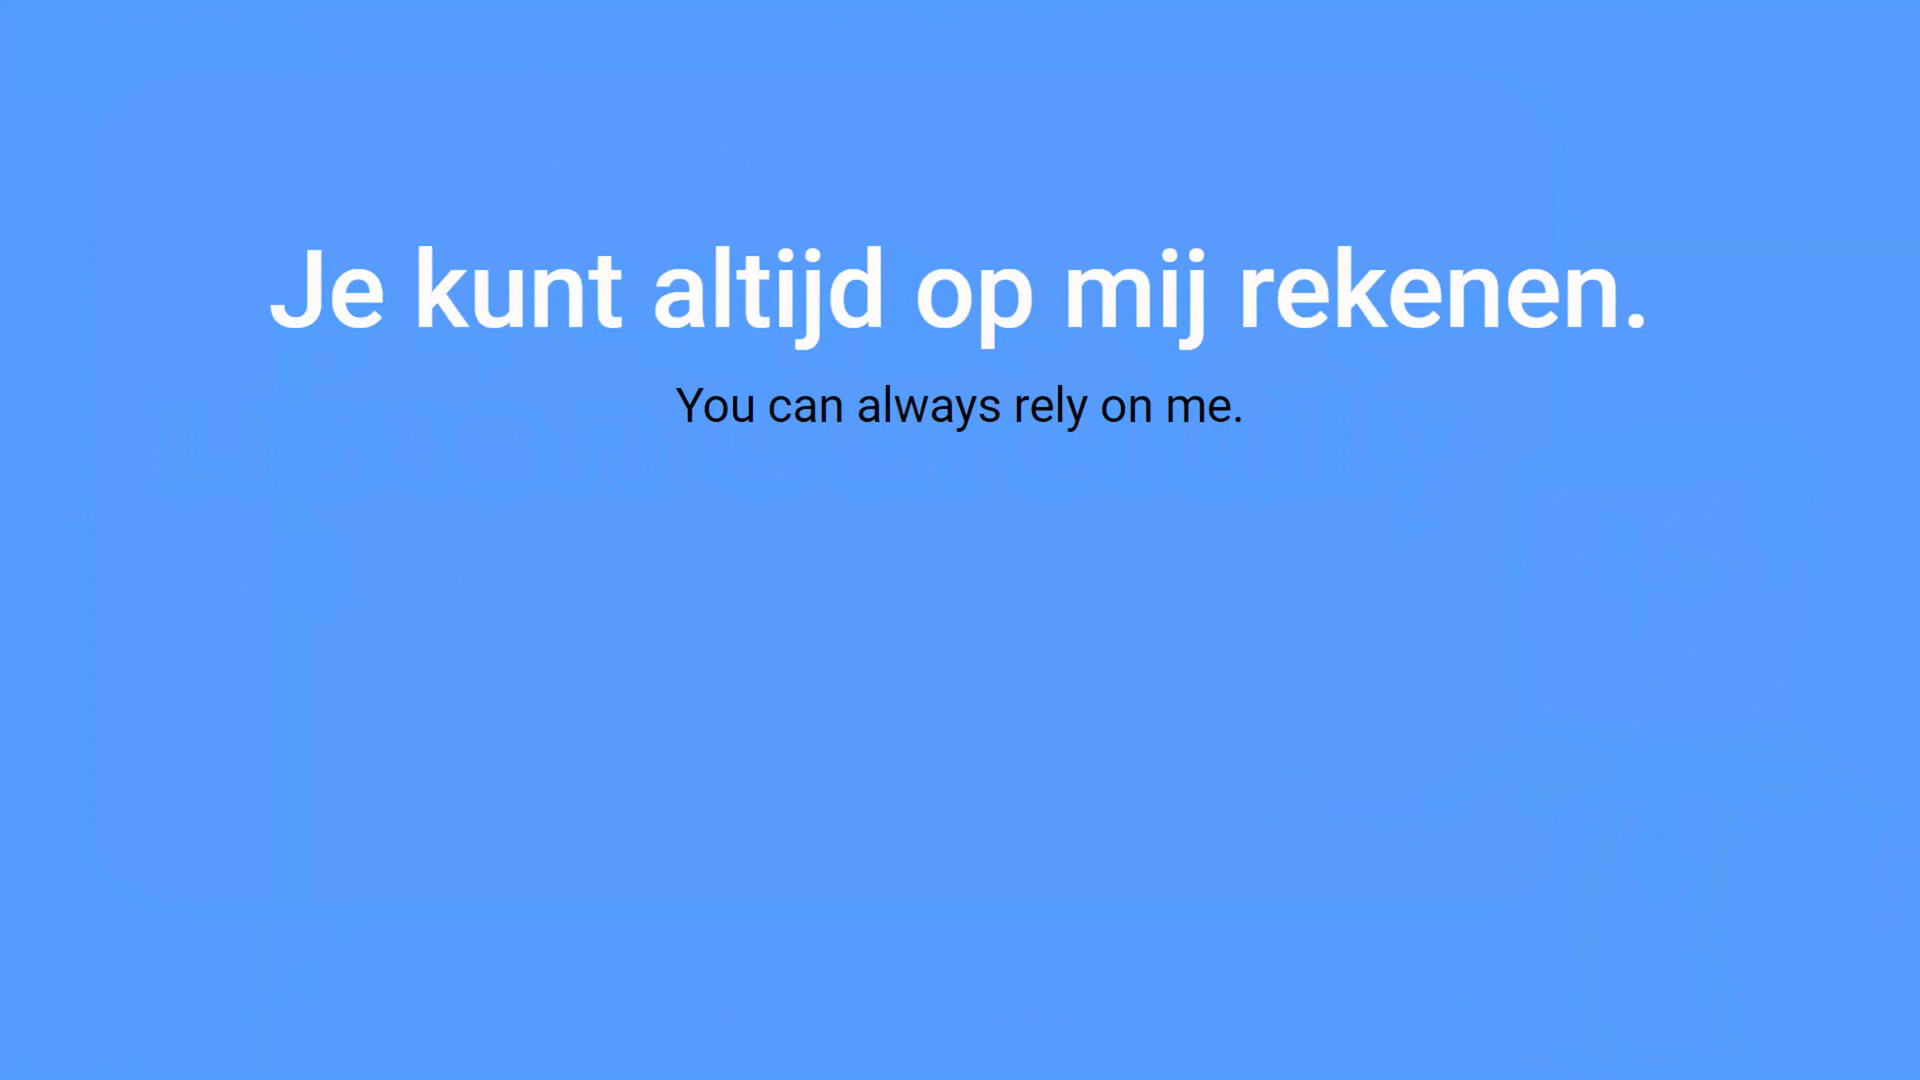 Je kunt altijd op mij rekenen.
You can always rely on me.